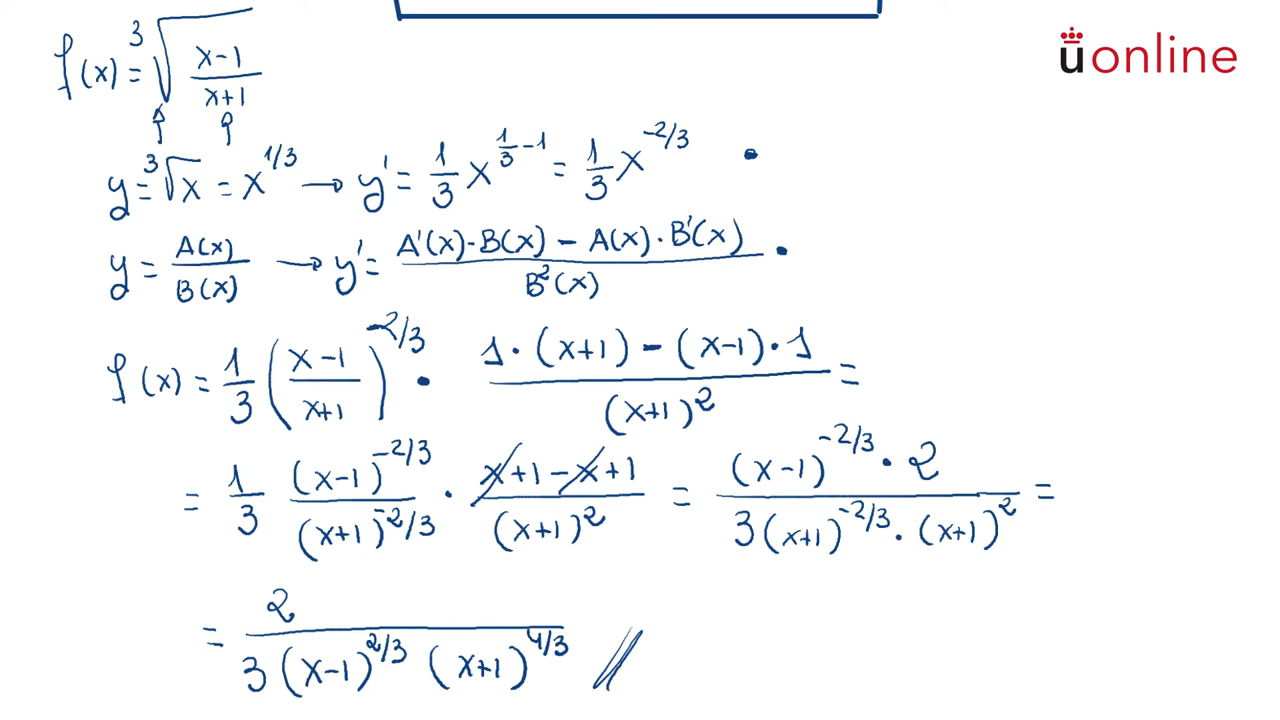 üonline
f(x) = ∛((x-1)/(x+1))
y = ∛x = x^(1/3) → y' = 1/3 x^(1/3 - 1) = 1/3 x^(-2/3) •
y = A(x)/B(x) → y' = (A'(x)·B(x) - A(x)·B'(x))/B²(x) •
f(x) = 1/3 ((x-1)/(x+1))^(-2/3) · (1·(x+1) - (x-1)·1)/(x+1)² =
= 1/3 (x-1)^(-2/3)/(x+1)^(-2/3) · (x+1-x+1)/(x+1)² = ((x-1)^(-2/3)·2)/(3(x+1)^(-2/3)·(x+1)²) =
= 2/(3(x-1)^(2/3) (x+1)^(4/3)) //